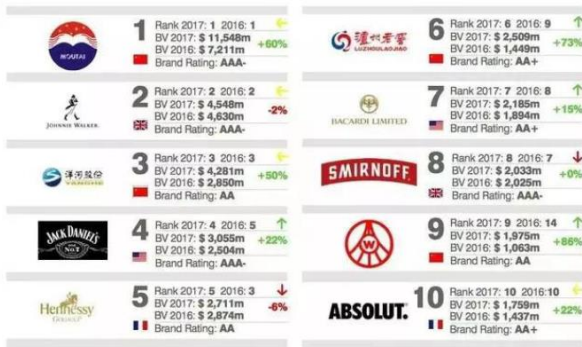 MOUTAI
1
Rank 2017: 1 2016: 1
BV 2017: $ 11,548m
BV 2016: $ 7,211m
+60%
Brand Rating: AAA-
JOHNNIE WALKER.
2
Rank 2017: 2 2016: 2
BV 2017: $ 4,548m
BV 2016: $ 4,630m
-2%
Brand Rating: AAA-
洋河股份
YANGHE
3
Rank 2017: 3 2016: 3
BV 2017: $ 4,281m
BV 2016: $ 2,850m
+50%
Brand Rating: AA
JACK DANIEL'S
No.7
4
Rank 2017: 4 2016: 5
BV 2017: $ 3,055m
BV 2016: $ 2,504m
+22%
Brand Rating: AAA-
Hennessy
COGNAC
5
Rank 2017: 5 2016: 3
BV 2017: $ 2,711m
BV 2016: $ 2,874m
-6%
Brand Rating: AA
泸州老窖
LUZHOULAOJIAO
6
Rank 2017: 6 2016: 9
BV 2017: $ 2,509m
BV 2016: $ 1,449m
+73%
Brand Rating: AA+
BACARDI LIMITED
7
Rank 2017: 7 2016: 8
BV 2017: $ 2,185m
BV 2016: $ 1,894m
+15%
Brand Rating: AA+
SMIRNOFF
8
Rank 2017: 8 2016: 7
BV 2017: $ 2,033m
BV 2016: $ 2,025m
+0%
Brand Rating: AAA-
W
9
Rank 2017: 9 2016: 14
BV 2017: $ 1,975m
BV 2016: $ 1,063m
+86%
Brand Rating: AA
ABSOLUT.
10
Rank 2017: 10 2016:10
BV 2017: $ 1,759m
BV 2016: $ 1,437m
+22%
Brand Rating: AA+